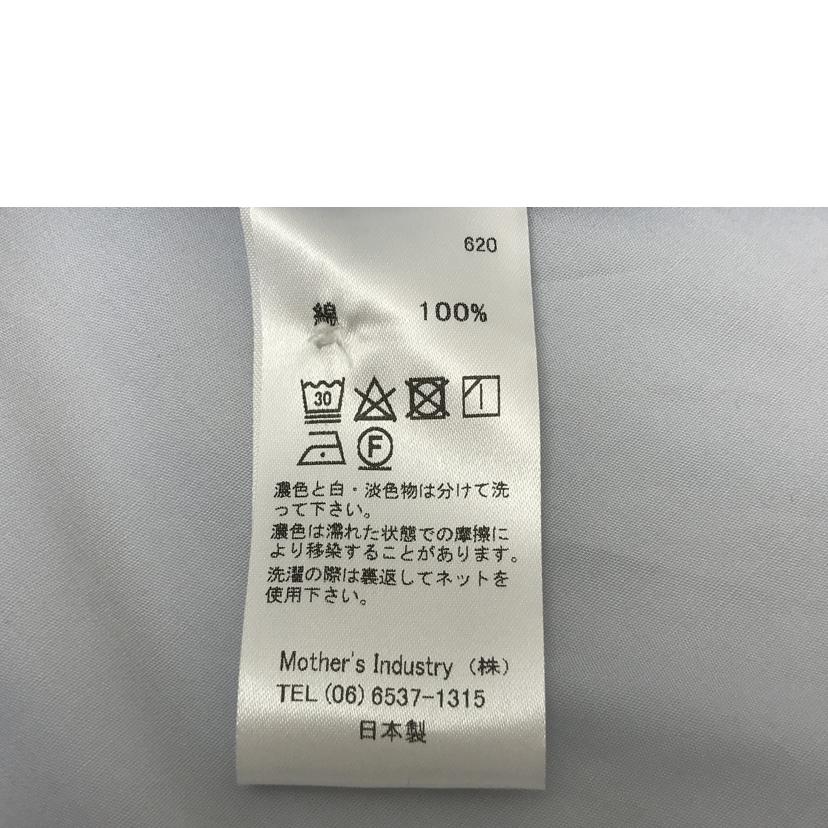 620
綿 100%
30
F
濃色と白・淡色物は分けて洗
って下さい。
濃色は濡れた状態での摩擦に
より移染することがあります。
洗濯の際は裏返してネットを
使用下さい。
Mother's Industry（株）
TEL(06)6537-1315
日本製